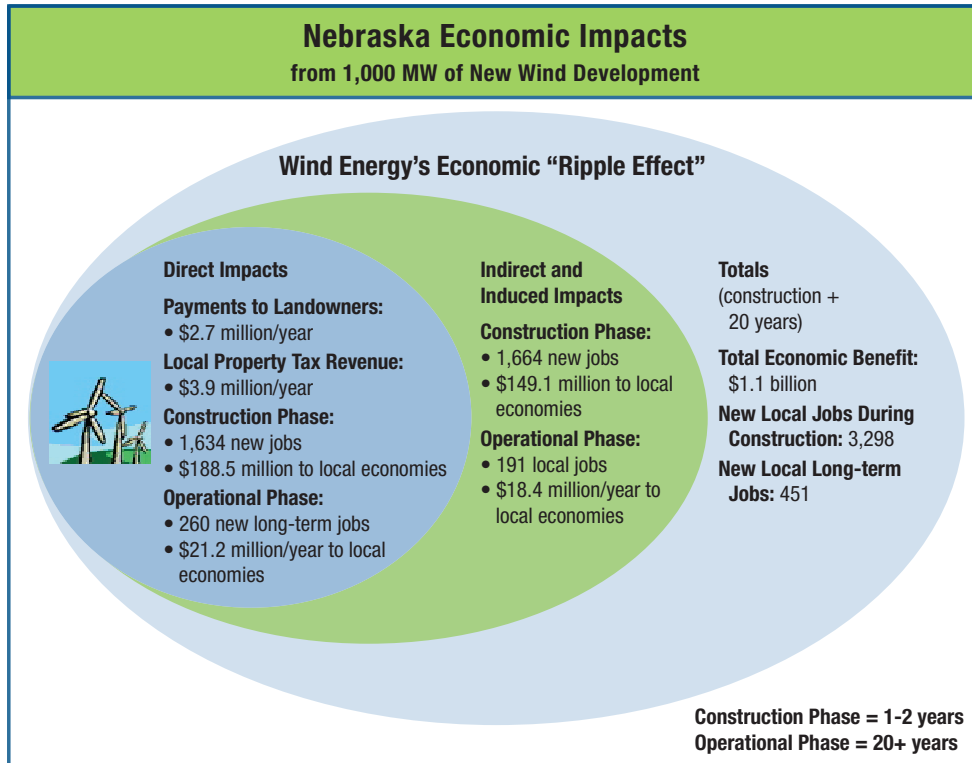 Nebraska Economic Impacts
from 1,000 MW of New Wind Development
Wind Energy’s Economic “Ripple Effect”
Direct Impacts
Payments to Landowners:
• $2.7 million/year
Local Property Tax Revenue:
• $3.9 million/year
Construction Phase:
• 1,634 new jobs
• $188.5 million to local economies
Operational Phase:
• 260 new long-term jobs
• $21.2 million/year to local
economies
Indirect and
Induced Impacts
Construction Phase:
• 1,664 new jobs
• $149.1 million to local
economies
Operational Phase:
• 191 local jobs
• $18.4 million/year to
local economies
Totals
(construction +
20 years)
Total Economic Benefit:
$1.1 billion
New Local Jobs During
Construction: 3,298
New Local Long-term
Jobs: 451
Construction Phase = 1-2 years
Operational Phase = 20+ years